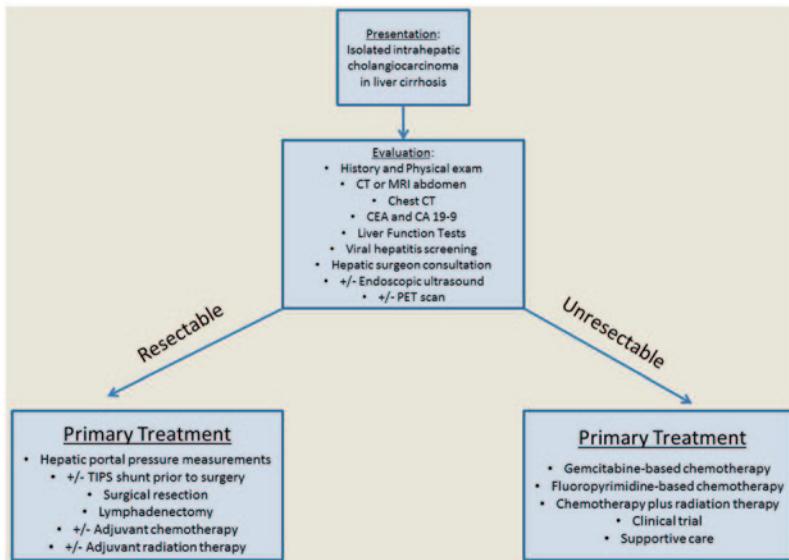 Presentation:
Isolated intrahepatic
cholangiocarcinoma
in liver cirrhosis
Evaluation:
• History and Physical exam
• CT or MRI abdomen
• Chest CT
• CEA and CA 19-9
• Liver Function Tests
• Viral hepatitis screening
• Hepatic surgeon consultation
• +/- Endoscopic ultrasound
• +/- PET scan
Resectable
Unresectable
Primary Treatment
• Hepatic portal pressure measurements
• +/- TIPS shunt prior to surgery
• Surgical resection
• Lymphadenectomy
• +/- Adjuvant chemotherapy
• +/- Adjuvant radiation therapy
Primary Treatment
• Gemcitabine-based chemotherapy
• Fluoropyrimidine-based chemotherapy
• Chemotherapy plus radiation therapy
• Clinical trial
• Supportive care